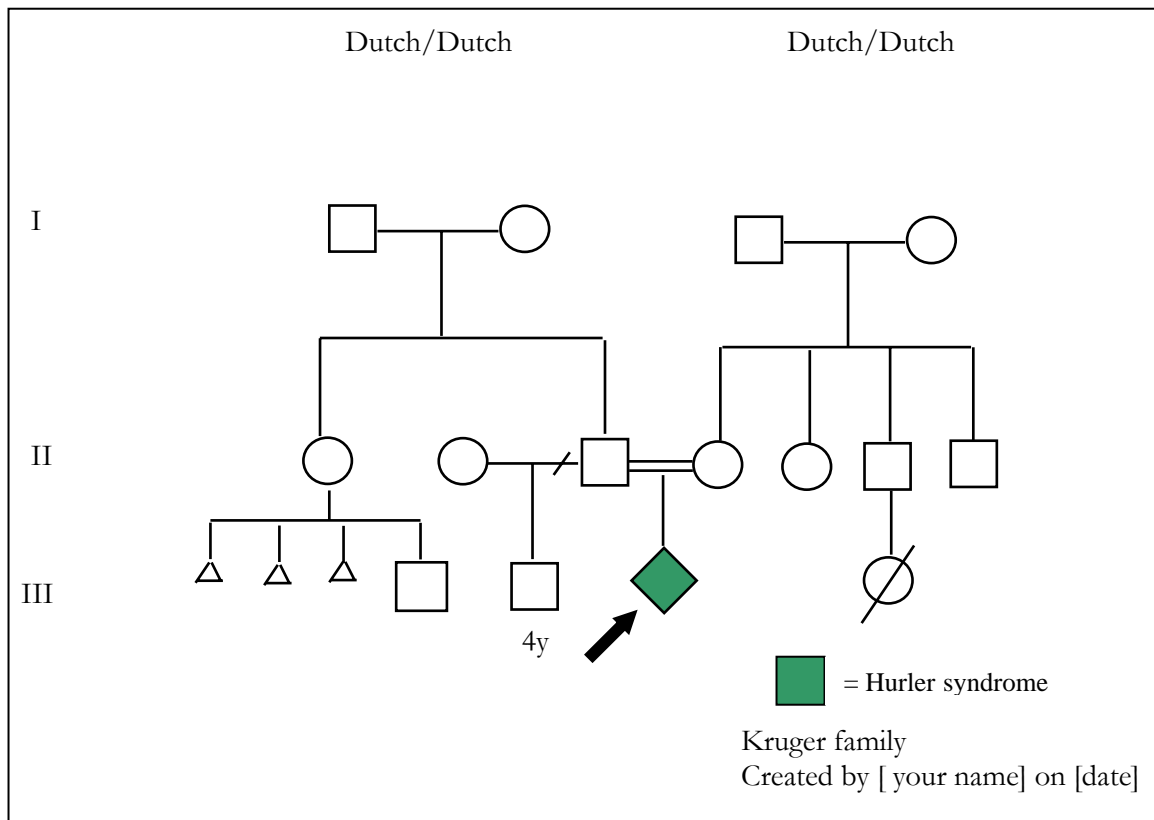 Dutch/Dutch Dutch/Dutch
I
II
III
4y
= Hurler syndrome
Kruger family
Created by [ your name] on [date]